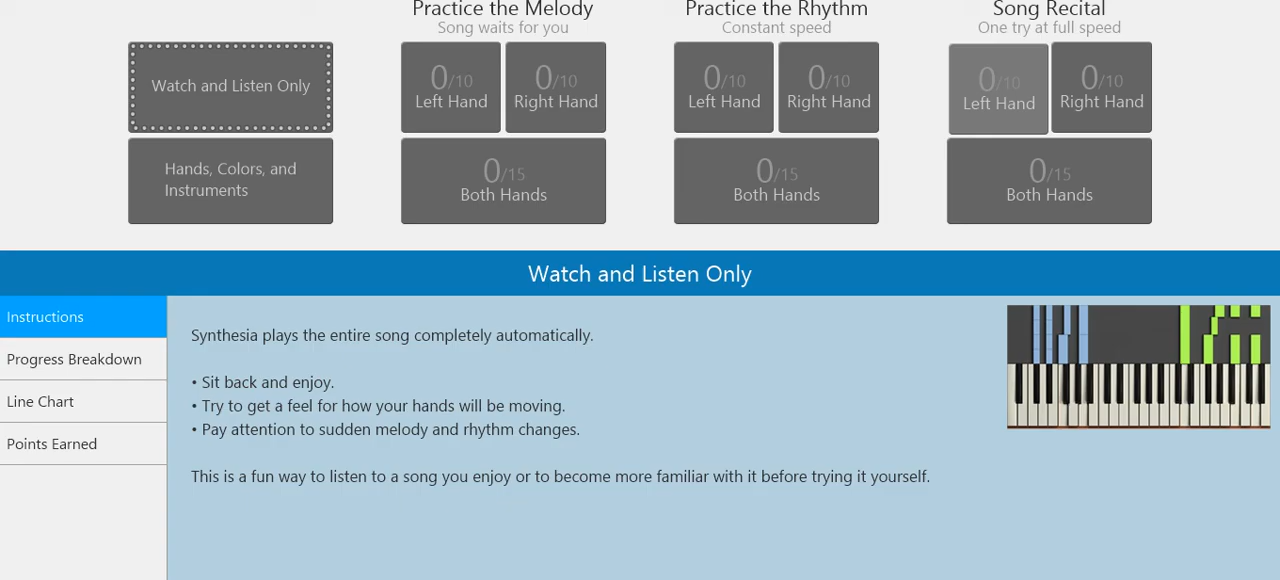 Practice the Melody
Song waits for you
Practice the Rhythm
Constant speed
Song Recital
One try at full speed
Watch and Listen Only
0/10
Left Hand
0/10
Right Hand
0/10
Left Hand
0/10
Right Hand
0/10
Left Hand
0/10
Right Hand
Hands, Colors, and
Instruments
0/15
Both Hands
0/15
Both Hands
0/15
Both Hands
Watch and Listen Only
Instructions
Progress Breakdown
Line Chart
Points Earned
Synthesia plays the entire song completely automatically.
• Sit back and enjoy.
• Try to get a feel for how your hands will be moving.
• Pay attention to sudden melody and rhythm changes.
This is a fun way to listen to a song you enjoy or to become more familiar with it before trying it yourself.